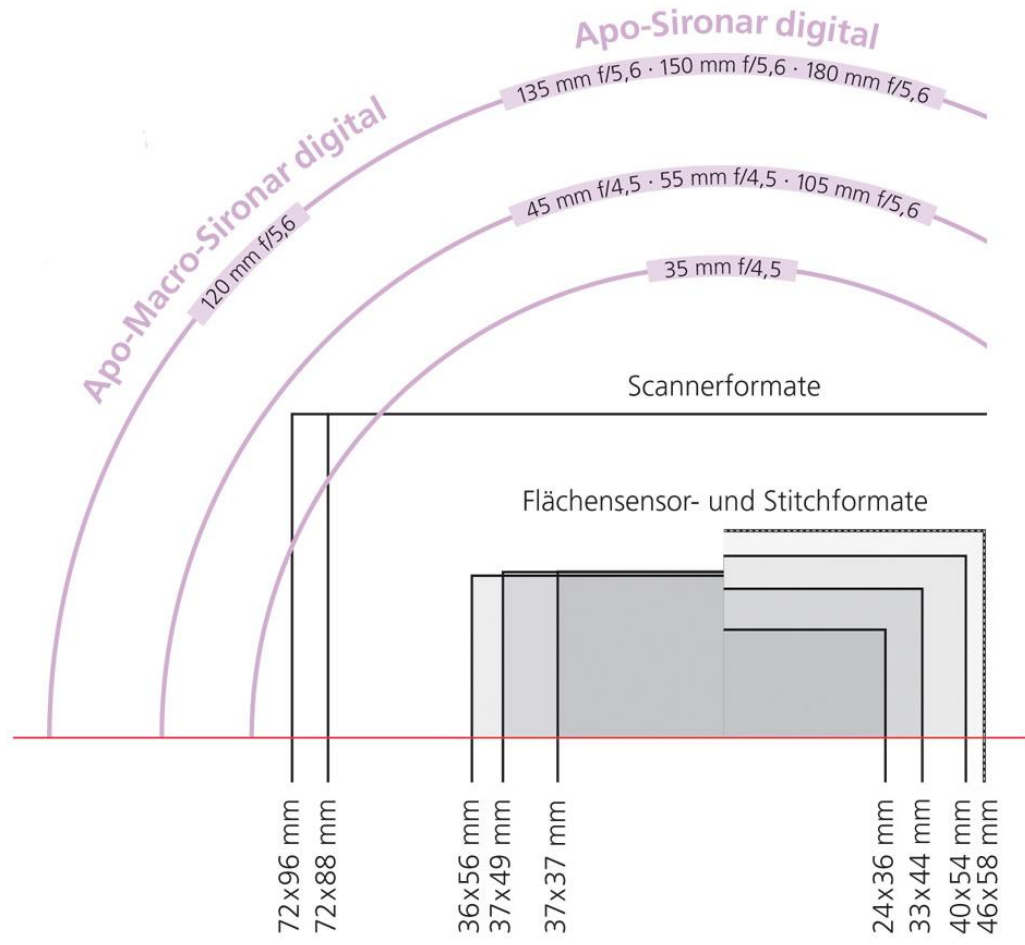 Apo-Sironar digital
135 mm f/5,6 · 150 mm f/5,6 · 180 mm f/5,6
Apo-Macro-Sironar digital
120 mm f/5,6
45 mm f/4,5 · 55 mm f/4,5 · 105 mm f/5,6
35 mm f/4,5
Scannerformate
Flächensensor- und Stitchformate
72x96 mm
72x88 mm
36x56 mm
37x49 mm
37x37 mm
24x36 mm
33x44 mm
40x54 mm
46x58 mm